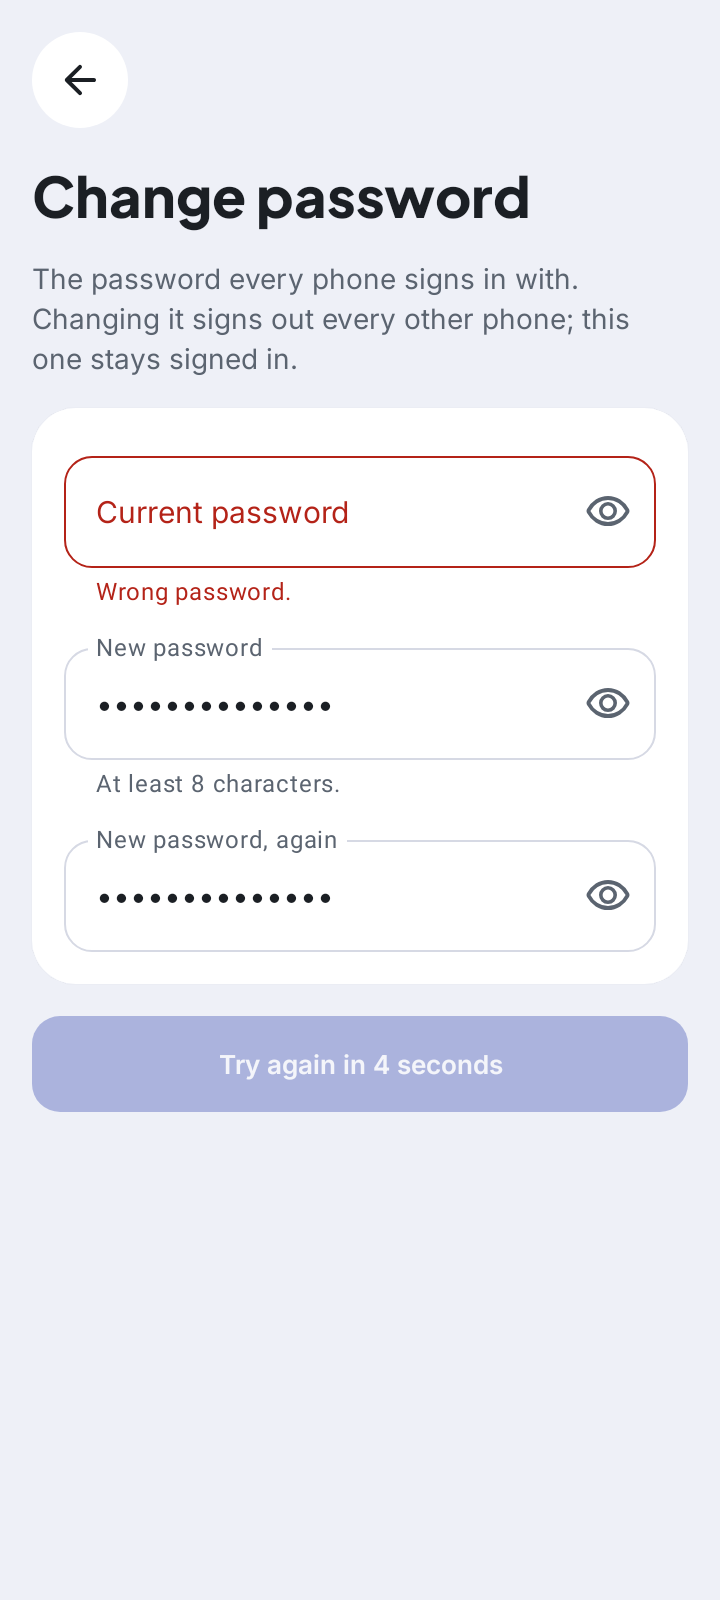 Change password
The password every phone signs in with.
Changing it signs out every other phone; this
one stays signed in.
Current password
Wrong password.
New password
••••••••••••••
At least 8 characters.
New password, again
••••••••••••••
Try again in 4 seconds